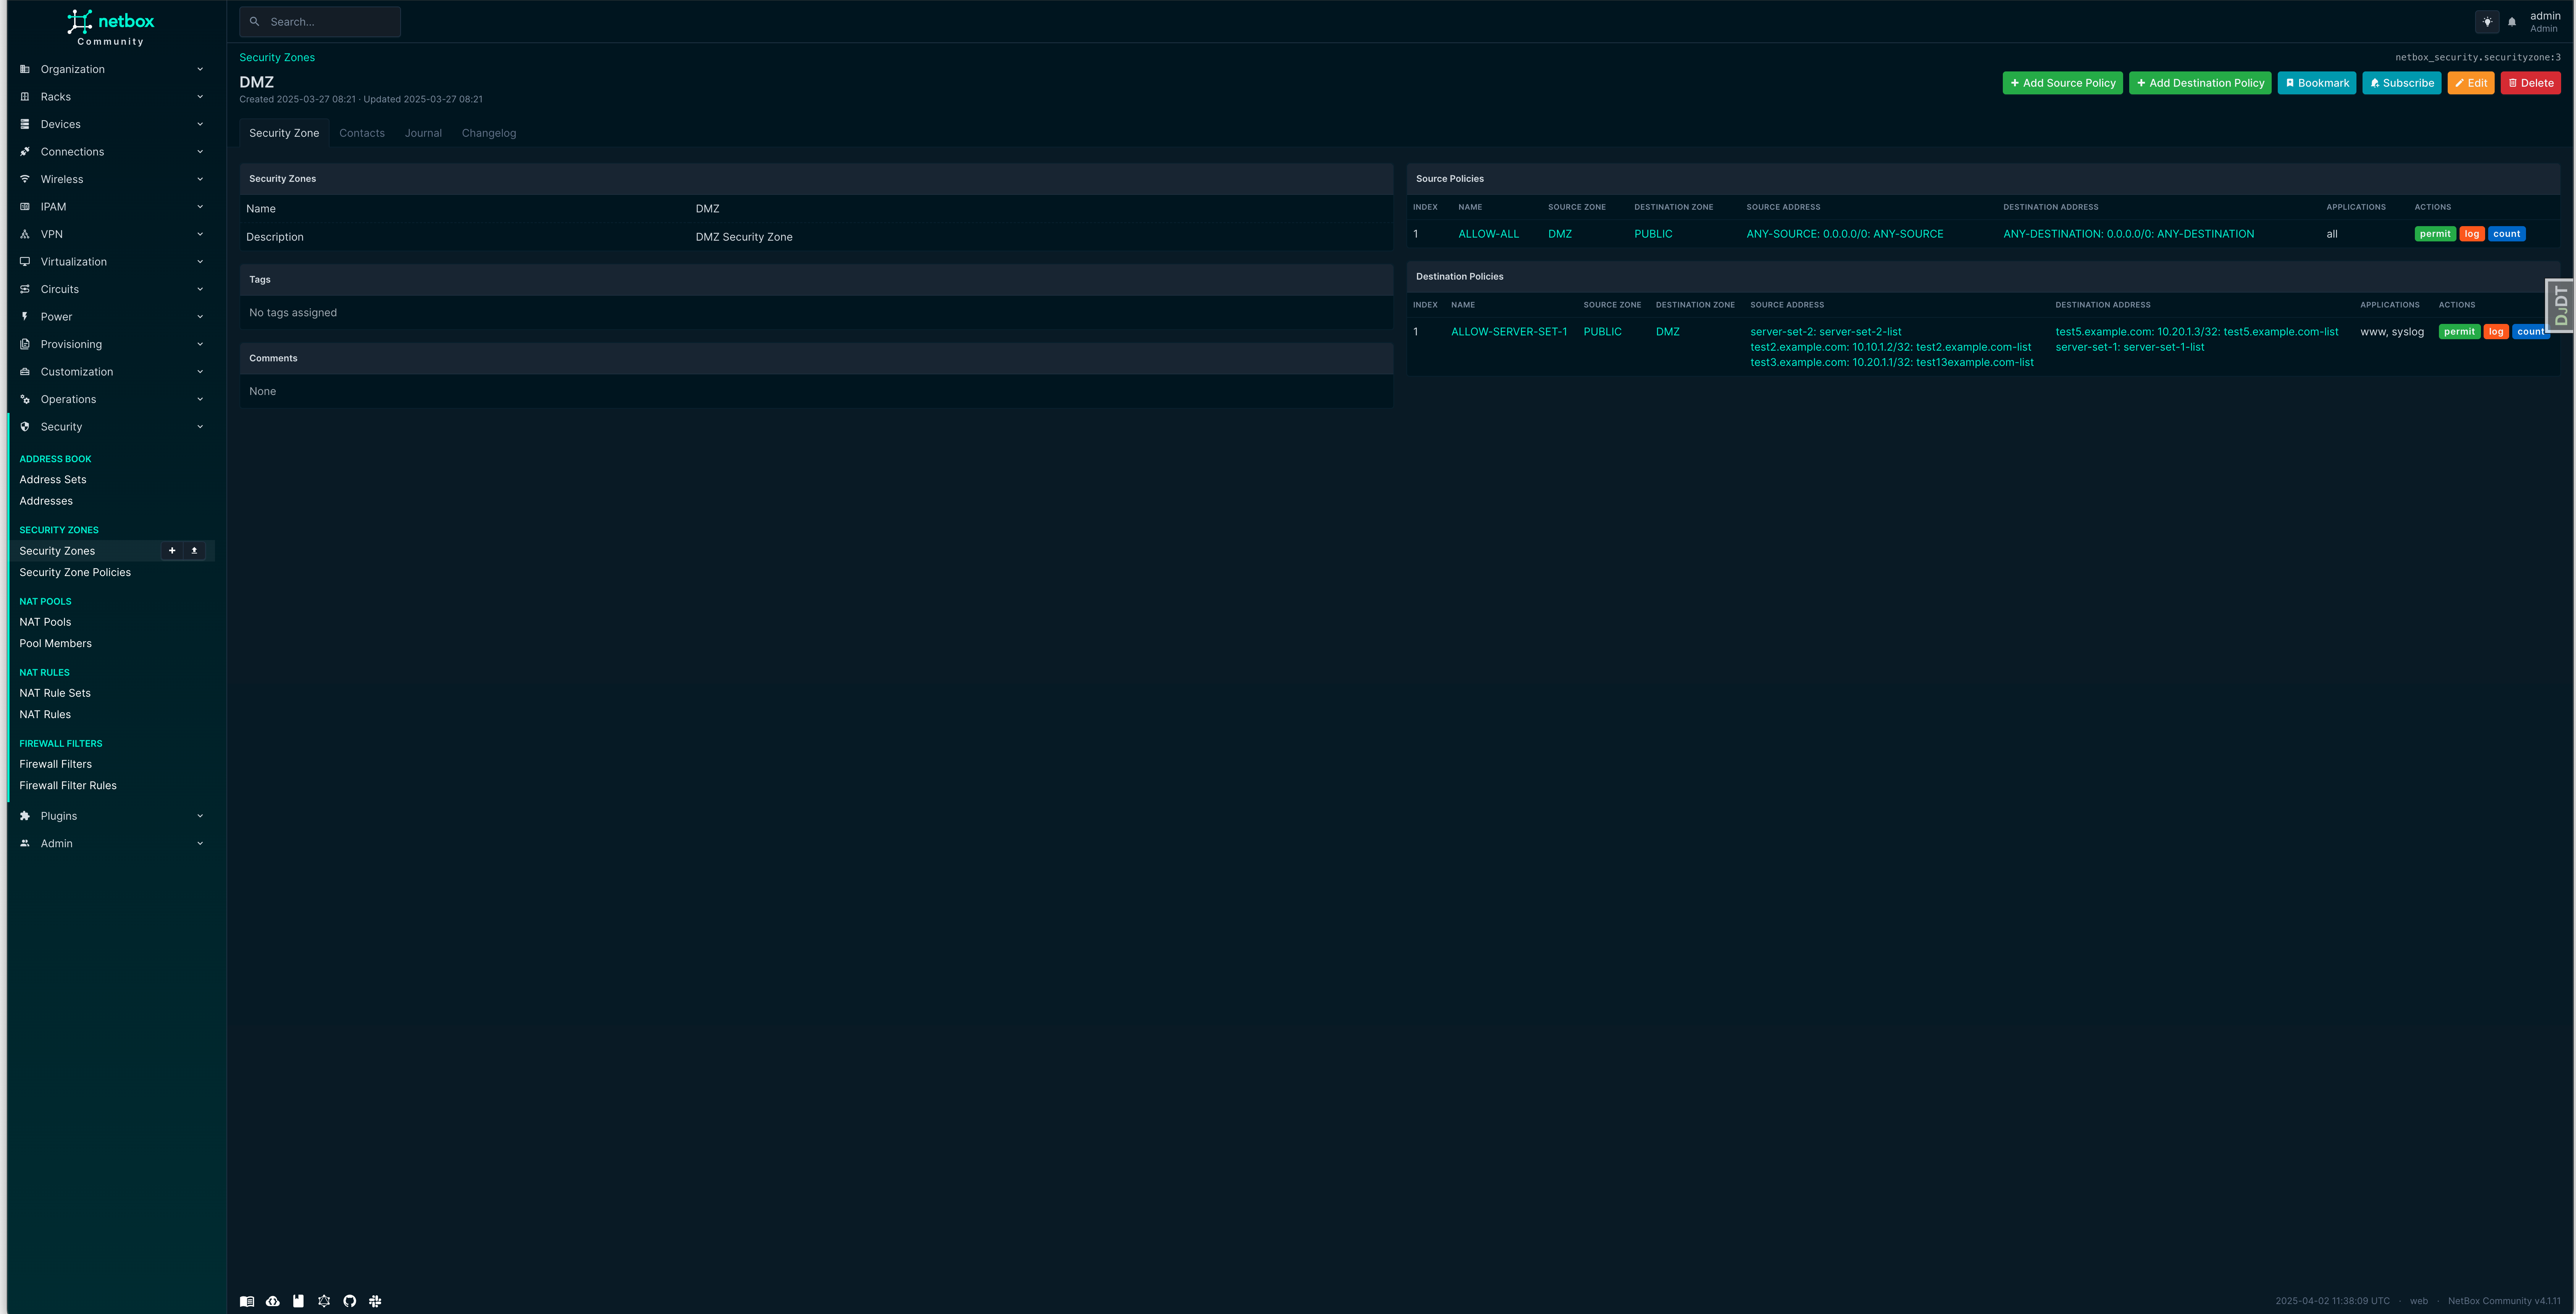 netbox
Community
Search...
admin
Admin
Organization
Racks
Devices
Connections
Wireless
IPAM
VPN
Virtualization
Circuits
Power
Provisioning
Customization
Operations
Security
ADDRESS BOOK
Address Sets
Addresses
SECURITY ZONES
Security Zones
Security Zone Policies
NAT POOLS
NAT Pools
Pool Members
NAT RULES
NAT Rule Sets
NAT Rules
FIREWALL FILTERS
Firewall Filters
Firewall Filter Rules
Plugins
Admin
Security Zones
netbox_security.securityzone:3
DMZ
Created 2025-03-27 08:21 · Updated 2025-03-27 08:21
Add Source Policy Add Destination Policy Bookmark Subscribe Edit Delete
Security Zone Contacts Journal Changelog
Security Zones
Name DMZ
Description DMZ Security Zone
Tags
No tags assigned
Comments
None
Source Policies
INDEX NAME SOURCE ZONE DESTINATION ZONE SOURCE ADDRESS DESTINATION ADDRESS APPLICATIONS ACTIONS
1 ALLOW-ALL DMZ PUBLIC ANY-SOURCE: 0.0.0.0/0: ANY-SOURCE ANY-DESTINATION: 0.0.0.0/0: ANY-DESTINATION all permit log count
Destination Policies
INDEX NAME SOURCE ZONE DESTINATION ZONE SOURCE ADDRESS DESTINATION ADDRESS APPLICATIONS ACTIONS
1 ALLOW-SERVER-SET-1 PUBLIC DMZ server-set-2: server-set-2-list test5.example.com: 10.20.1.3/32: test5.example.com-list www, syslog permit log count
test2.example.com: 10.10.1.2/32: test2.example.com-list server-set-1: server-set-1-list
test3.example.com: 10.20.1.1/32: test13example.com-list
DJDT
2025-04-02 11:38:09 UTC · web · NetBox Community v4.1.11